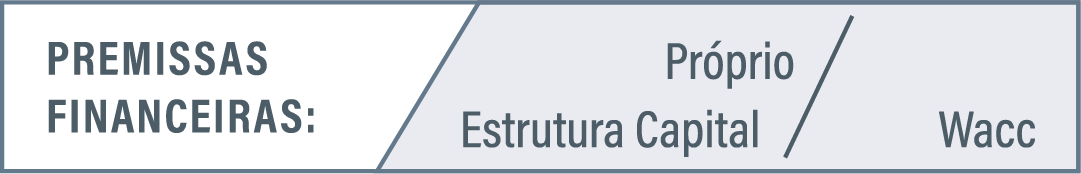 PREMISSAS
FINANCEIRAS:
Próprio
Estrutura Capital
Wacc